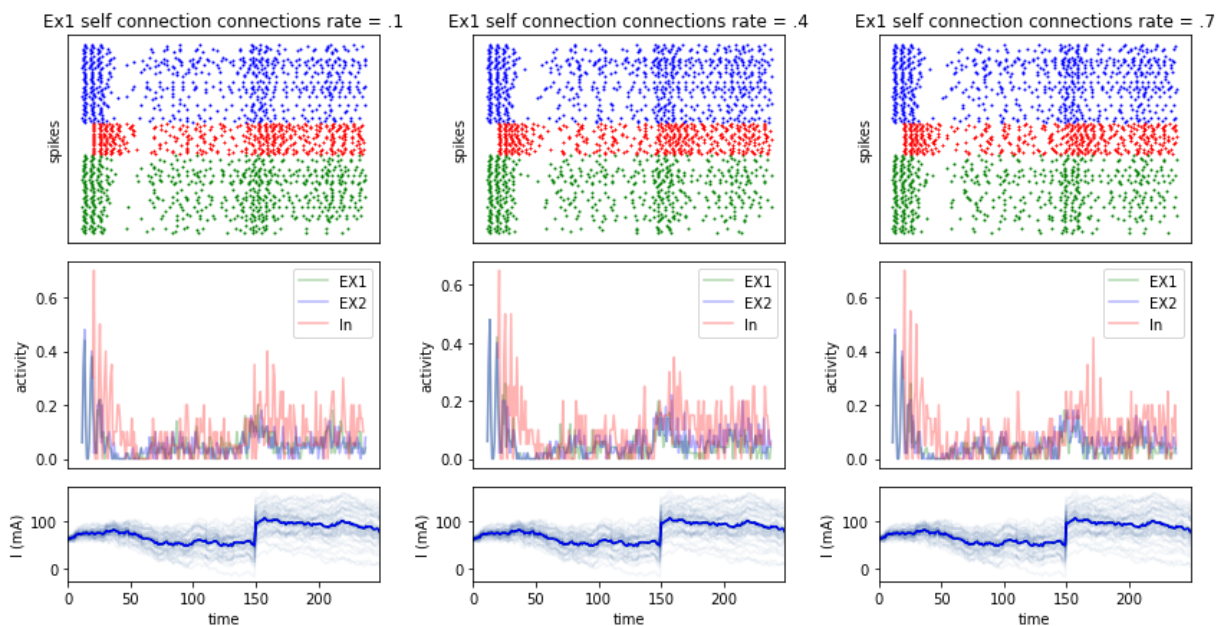 Ex1 self connection connections rate = .1
Ex1 self connection connections rate = .4
Ex1 self connection connections rate = .7
spikes
spikes
spikes
activity
0.6
0.4
0.2
0.0
EX1
EX2
In
activity
0.6
0.4
0.2
0.0
EX1
EX2
In
activity
0.6
0.4
0.2
0.0
EX1
EX2
In
I (mA)
100
0
0 50 100 150 200
time
I (mA)
100
0
0 50 100 150 200
time
I (mA)
100
0
0 50 100 150 200
time